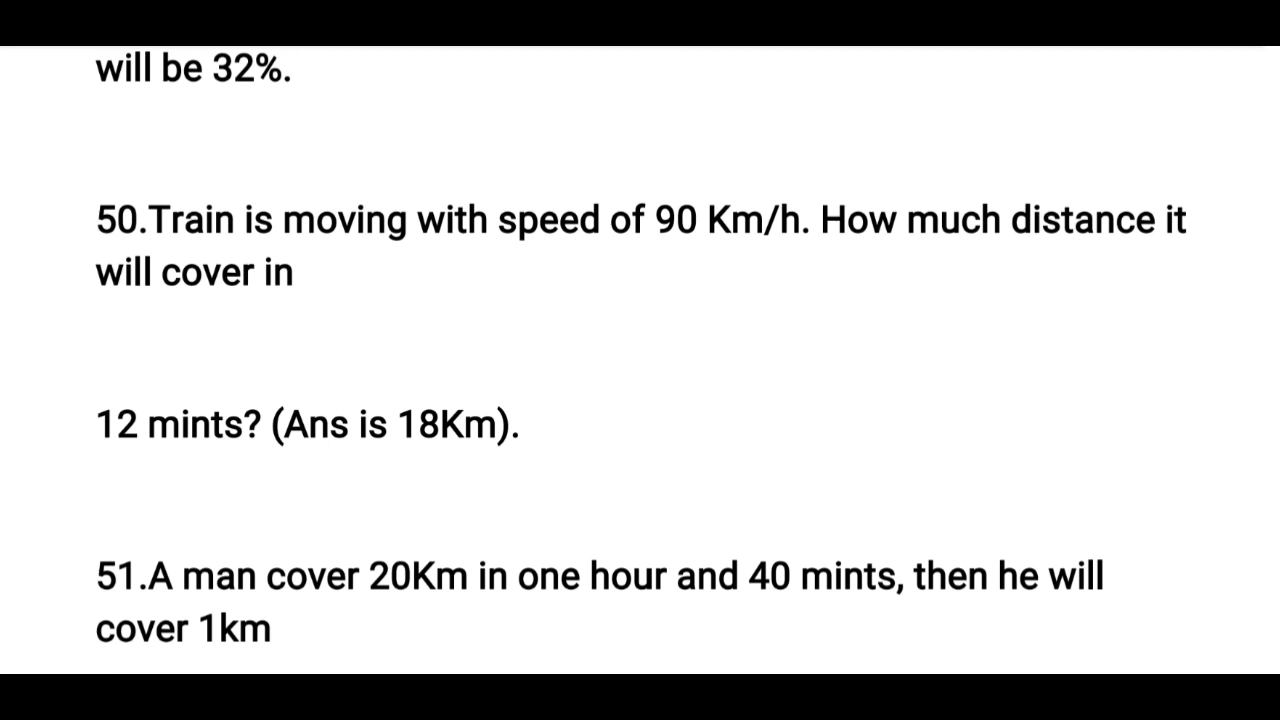 will be 32%.
50.Train is moving with speed of 90 Km/h. How much distance it
will cover in
12 mints? (Ans is 18Km).
51.A man cover 20Km in one hour and 40 mints, then he will
cover 1km